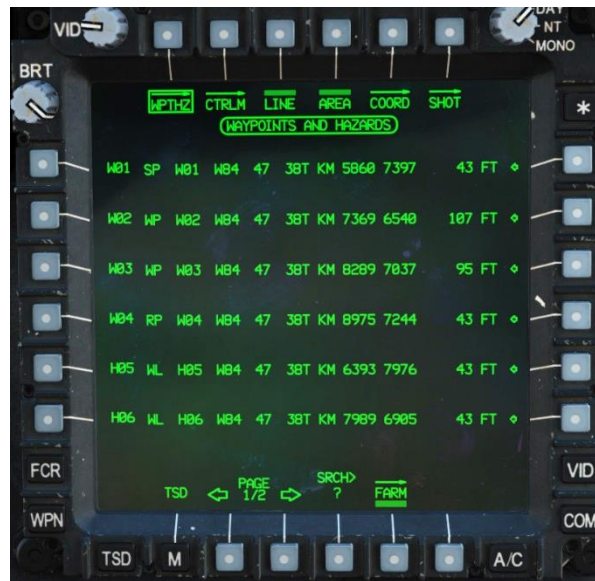 VID
DAY
NT
MONO
BRT
WPTHZ CTRLM LINE AREA COORD SHOT
(WAYPOINTS AND HAZARDS)
*
W01 SP W01 W84 47 38T KM 5860 7397 43 FT
W02 WP W02 W84 47 38T KM 7369 6540 107 FT
W03 WP W03 W84 47 38T KM 8289 7037 95 FT
W04 RP W04 W84 47 38T KM 8975 7244 43 FT
H05 WL H05 W84 47 38T KM 6393 7976 43 FT
H06 WL H06 W84 47 38T KM 7989 6905 43 FT
FCR
VID
PAGE SRCH>
TSD 1/2 ? FARM
WPN
COM
TSD M A/C